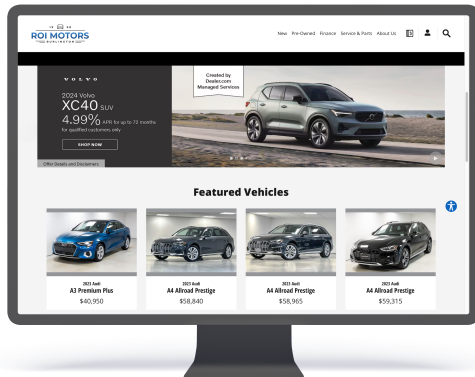 ROI MOTORS
BURLINGTON
New Pre-Owned Finance Service & Parts About Us
VOLVO
2024 Volvo
XC40 SUV
4.99% APR for up to 72 months
for qualified customers only
SHOP NOW
Offer Details and Disclaimers
Created by
Dealer.com
Managed Services
Featured Vehicles
2023 Audi
A3 Premium Plus
$40,950
2023 Audi
A4 Allroad Prestige
$58,840
2023 Audi
A4 Allroad Prestige
$58,965
2023 Audi
A4 Allroad Prestige
$59,315